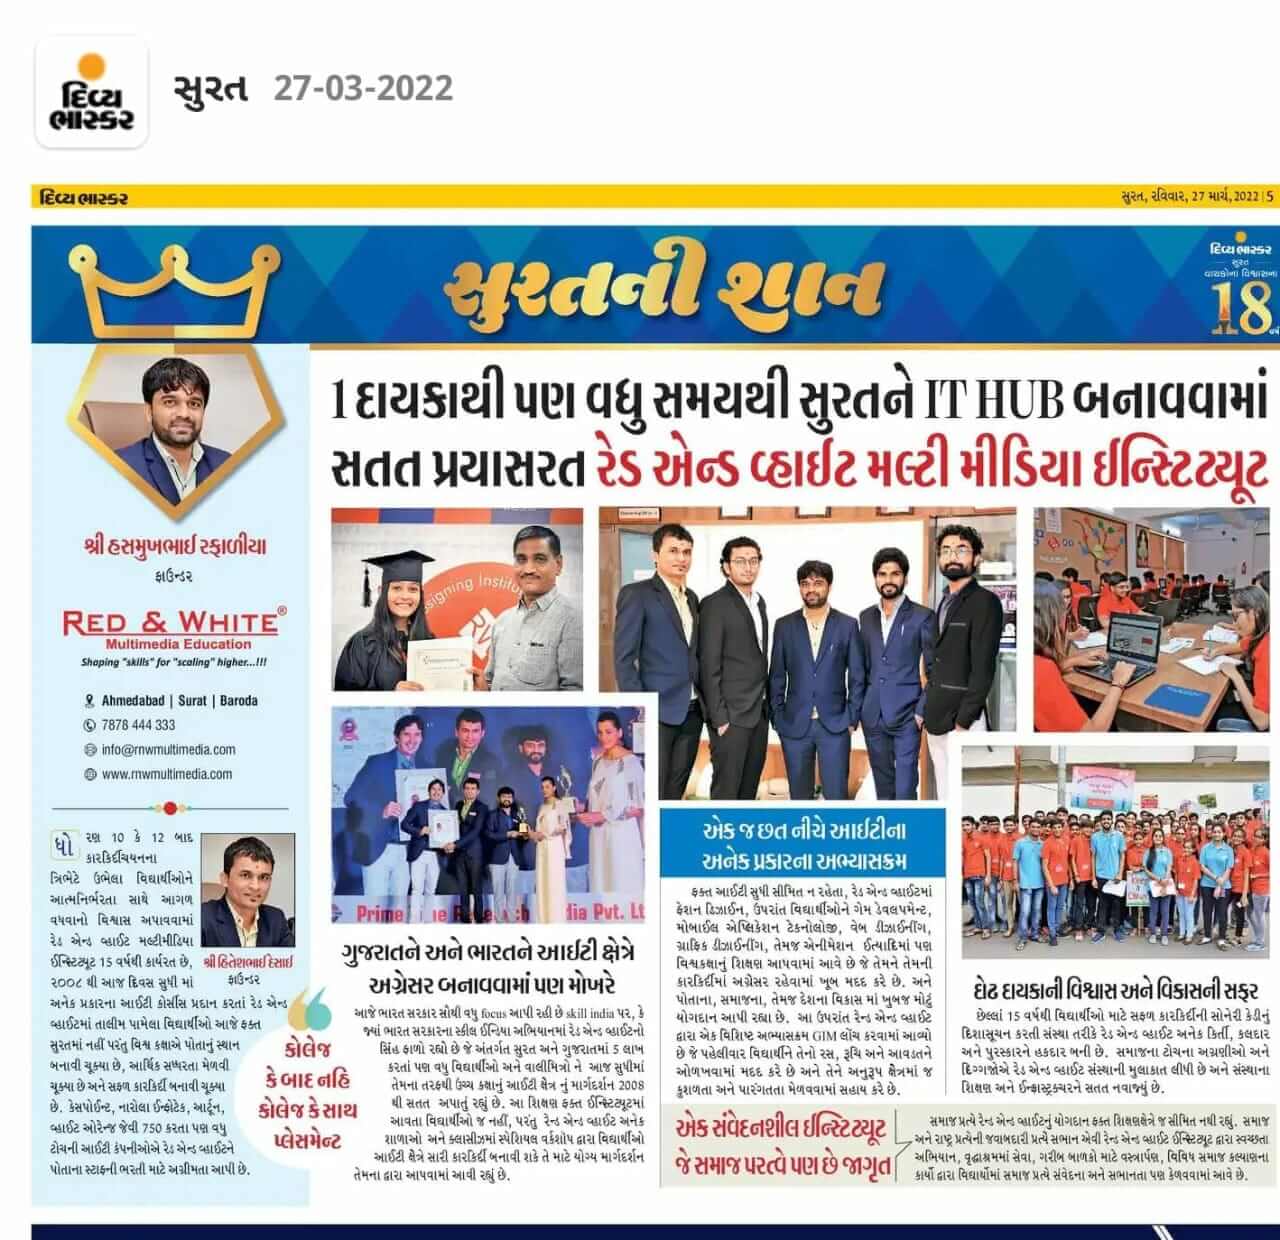 દિવ્ય
ભાસ્કર
સુરત 27-03-2022
દિવ્ય ભાસ્કર
સુરત, રવિવાર, 27 માર્ચ, 2022 | 5
સુરતની શાન
દિવ્ય ભાસ્કર
સુરત
વાચકોના વિશ્વાસના
18
વર્ષ
1 દાયકાથી પણ વધુ સમયથી સુરતને IT HUB બનાવવામાં
સતત પ્રયાસરત રેડ એન્ડ વ્હાઈટ મલ્ટી મીડિયા ઈન્સ્ટિટ્યૂટ
શ્રી હસમુખભાઈ રફાળીયા
ફાઉન્ડર
RED & WHITE®
Multimedia Education
Shaping "skills" for "scaling" higher...!!!
Ahmedabad | Surat | Baroda
7878 444 333
info@rnwmultimedia.com
www.rnwmultimedia.com
ધોરણ 10 કે 12 બાદ
કારકિર્દીચયનના
ત્રિભેટે ઉભેલા વિદ્યાર્થીઓને
આત્મનિર્ભરતા સાથે આગળ
વધવાનો વિશ્વાસ અપાવવામાં
રેડ એન્ડ વ્હાઈટ મલ્ટીમીડિયા
ઈન્સ્ટિટ્યૂટ 15 વર્ષથી કાર્યરત છે,
૨૦૦૮ થી આજ દિવસ સુધી માં
અનેક પ્રકારના આઈટી કોર્સીસ પ્રદાન કરતાં રેડ એન્ડ
વ્હાઈટમાં તાલીમ પામેલા વિદ્યાર્થીઓ આજે ફક્ત
સુરતમાં નહીં પરંતુ વિશ્વ કક્ષાએ પોતાનું સ્થાન
બનાવી ચૂક્યા છે, આર્થિક સધ્ધરતા મેળવી
ચૂક્યા છે અને સફળ કારકિર્દી બનાવી ચૂક્યા
છે. કેસપોઈન્ટ, નારોલા ઈન્ફોટેક, આર્ટૂન,
વ્હાઈટ ઓરેન્જ જેવી 750 કરતા પણ વધુ
ટોચની આઈટી કંપનીઓએ રેડ એન્ડ વ્હાઈટને
પોતાના સ્ટાફની ભરતી માટે અગ્રીમતા આપી છે.
શ્રી હિતેશભાઈ દેસાઈ
ફાઉન્ડર
કોલેજ
કે બાદ નહિ
કોલેજ કે સાથ
પ્લેસમેન્ટ
signing Institu
Prime
dia Pvt. Lt
ગુજરાતને અને ભારતને આઈટી ક્ષેત્રે
અગ્રેસર બનાવવામાં પણ મોખરે
આજે ભારત સરકાર સૌથી વધુ focus આપી રહી છે skill india પર, કે
જ્યાં ભારત સરકારના સ્કીલ ઈન્ડિયા અભિયાનમાં રેડ એન્ડ વ્હાઈટનો
સિંહ ફાળો રહ્યો છે જે અંતર્ગત સુરત અને ગુજરાતમાં 5 લાખ
કરતાં પણ વધુ વિદ્યાર્થીઓ અને વાલીમિત્રો ને આજ સુધીમાં
તેમના તરફથી ઉચ્ચ કક્ષાનું આઈટી ક્ષેત્ર નું માર્ગદર્શન 2008
થી સતત અપાતું રહ્યું છે. આ શિક્ષણ ફક્ત ઈન્સ્ટિટ્યૂટમાં
આવતા વિદ્યાર્થીઓ જ નહીં, પરંતુ રેન્ડ એન્ડ વ્હાઈટ અનેક
શાળાઓ અને ક્લાસીઝમાં સ્પેશિયલ વર્કશોપ દ્વારા વિદ્યાર્થીઓ
આઈટી ક્ષેત્રે સારી કારકિર્દી બનાવી શકે તે માટે યોગ્ય માર્ગદર્શન
તેમના દ્વારા આપવામાં આવી રહ્યું છે.
એક જ છત નીચે આઈટીના
અનેક પ્રકારના અભ્યાસક્રમ
ફક્ત આઈટી સુધી સીમિત ન રહેતા, રેડ એન્ડ વ્હાઈટમાં
ફેશન ડિઝાઈન, ઉપરાંત વિદ્યાર્થીઓને ગેમ ડેવલપમેન્ટ,
મોબાઈલ એપ્લિકેશન ટેકનોલોજી, વેબ ડીઝાઈનીંગ,
ગ્રાફિક ડીઝાઈનીંગ, તેમજ એનીમેશન ઈત્યાદિમાં પણ
વિશ્વકક્ષાનું શિક્ષણ આપવામાં આવે છે જે તેમને તેમની
કારકિર્દીમાં અગ્રેસર રહેવામાં ખૂબ મદદ કરે છે. અને
પોતાના, સમાજના, તેમજ દેશના વિકાસ માં ખુબજ મોટું
યોગદાન આપી રહ્યા છે. આ ઉપરાંત રેન્ડ એન્ડ વ્હાઈટ
દ્વારા એક વિશિષ્ટ અભ્યાસક્રમ GIM લોંચ કરવામાં આવ્યો
છે જે પહેલીવાર વિદ્યાર્થીને તેનો રસ, રૂચિ અને આવડતને
ઓળખવામાં મદદ કરે છે અને તેને અનુરૂપ ક્ષેત્રમાં જ
કુશળતા અને પારંગતતા મેળવવામાં સહાય કરે છે.
દોઢ દાયકાની વિશ્વાસ અને વિકાસની સફર
છેલ્લાં 15 વર્ષથી વિદ્યાર્થીઓ માટે સફળ કારકિર્દીની સોનેરી કેડીનું
દિશાસૂચન કરતી સંસ્થા તરીકે રેડ એન્ડ વ્હાઈટ અનેક કિર્તી, કલદાર
અને પુરસ્કારને હકદાર બની છે. સમાજના ટોચના અગ્રણીઓ અને
દિગ્ગજોએ રેડ એન્ડ વ્હાઈટ સંસ્થાની મુલાકાત લીધી છે અને સંસ્થાના
શિક્ષણ અને ઈન્ફ્રાસ્ટ્રક્ચરને સતત નવાજ્યું છે.
એક સંવેદનશીલ ઈન્સ્ટિટ્યૂટ
જે સમાજ પરત્વે પણ છે જાગૃત
સમાજ પ્રત્યે રેન્ડ એન્ડ વ્હાઈટનું યોગદાન ફક્ત શિક્ષણક્ષેત્રે જ સીમિત નથી રહ્યું. સમાજ
અને રાષ્ટ્ર પ્રત્યેની જવાબદારી પ્રત્યે સભાન એવી રેન્ડ એન્ડ વ્હાઈટ ઈન્સ્ટિટ્યૂટ દ્વારા સ્વચ્છતા
અભિયાન, વૃદ્ધાશ્રમમાં સેવા, ગરીબ બાળકો માટે વસ્ત્રાર્પણ, વિવિધ સમાજ કલ્યાણના
કાર્યો દ્વારા વિદ્યાર્થીમાં સમાજ પ્રત્યે સંવેદના અને સભાનતા પણ કેળવવામાં આવે છે.